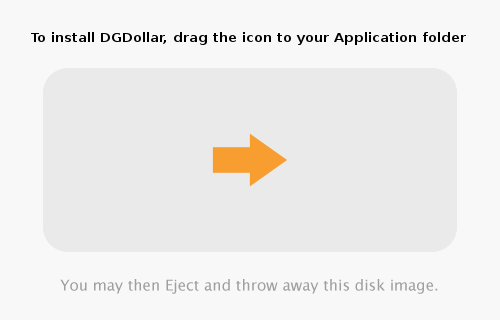 To install DGDollar, drag the icon to your Application folder
You may then Eject and throw away this disk image.